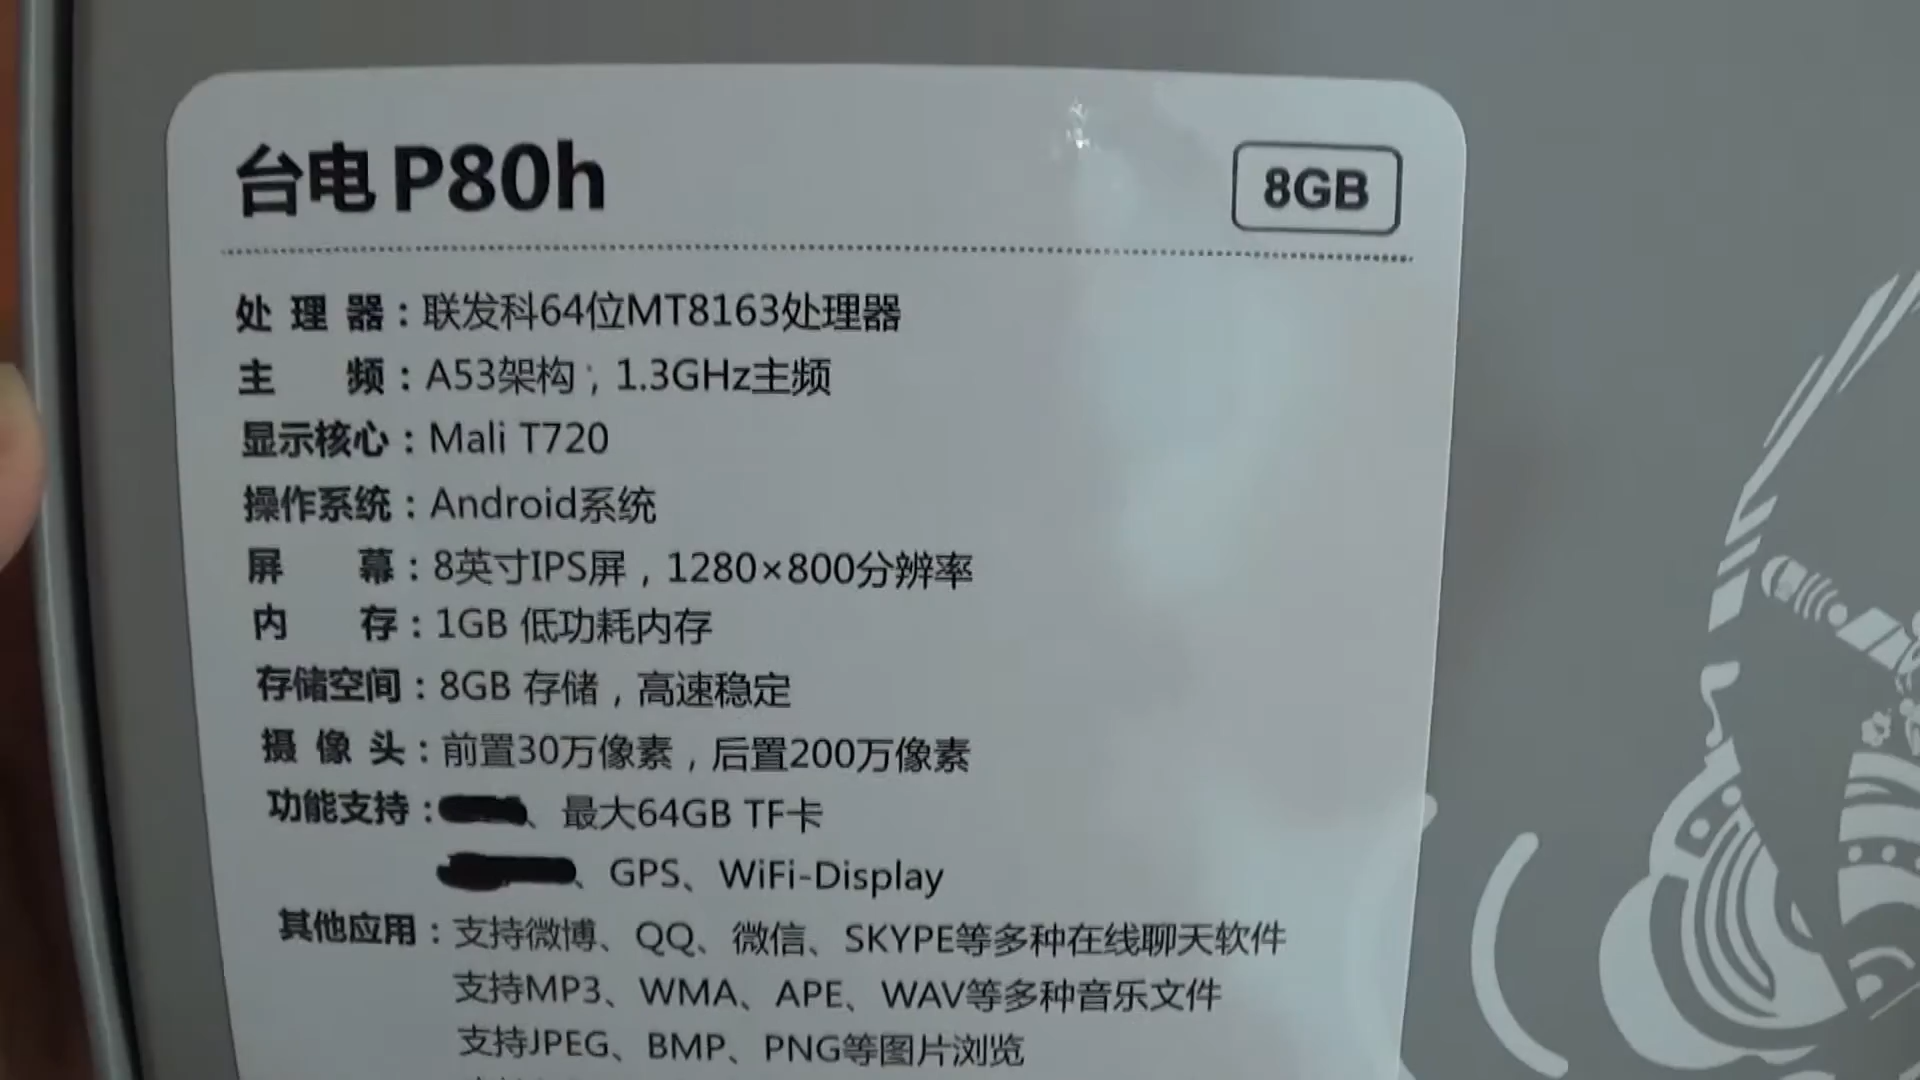 台电 P80h
8GB
处理器：联发科64位MT8163处理器
主频：A53架构，1.3GHz主频
显示核心：Mali T720
操作系统：Android系统
屏幕：8英寸IPS屏，1280×800分辨率
内存：1GB 低功耗内存
存储空间：8GB 存储，高速稳定
摄像头：前置30万像素，后置200万像素
功能支持：、最大64GB TF卡
、GPS、WiFi-Display
其他应用：支持微博、QQ、微信、SKYPE等多种在线聊天软件
支持MP3、WMA、APE、WAV等多种音乐文件
支持JPEG、BMP、PNG等图片浏览